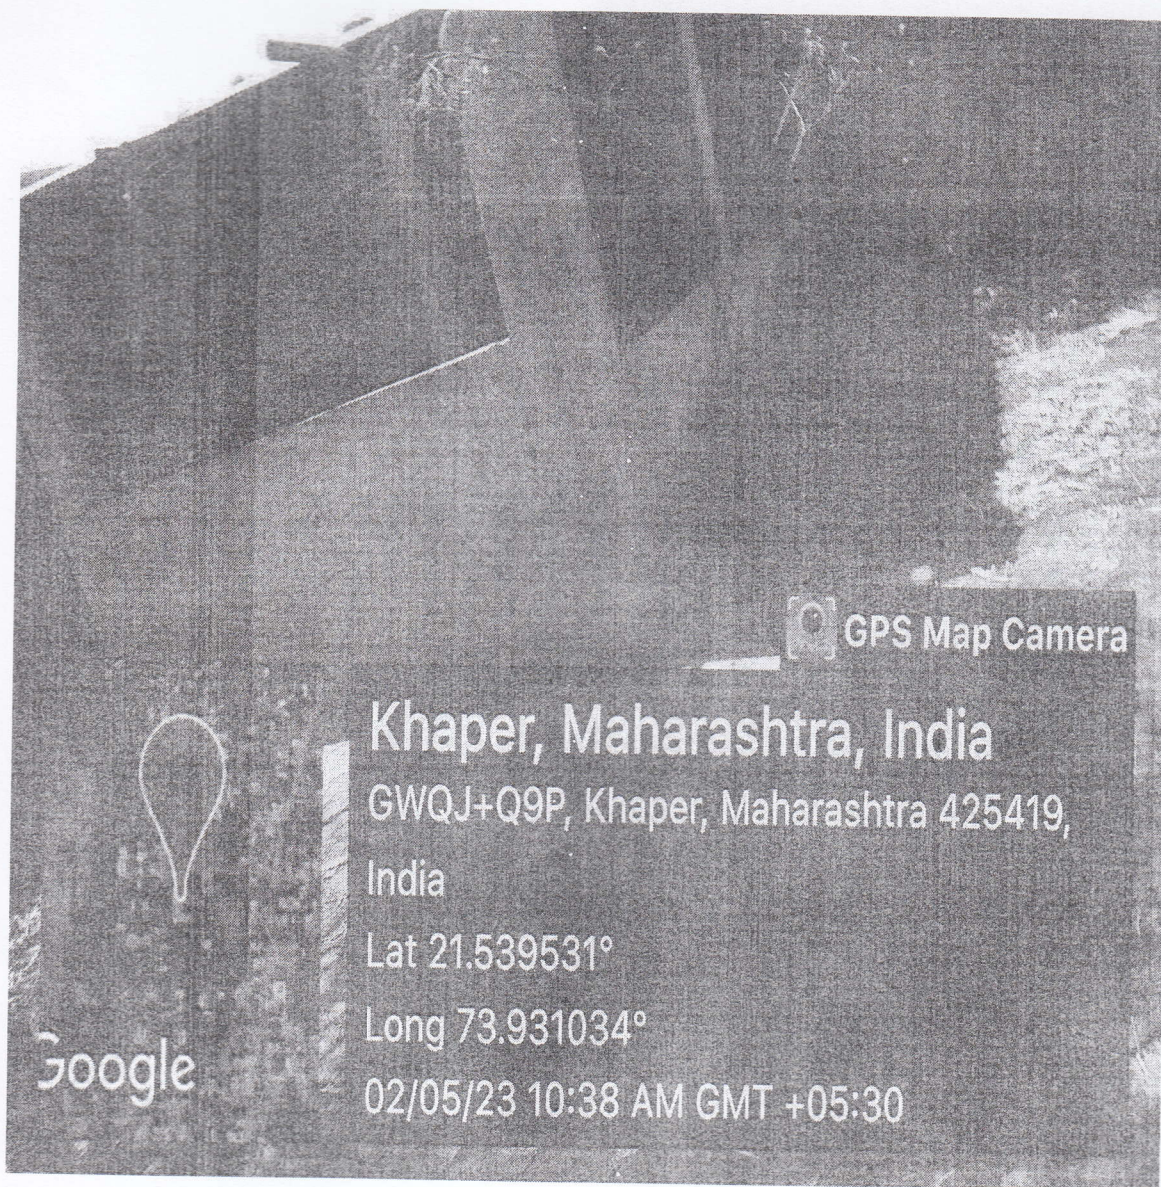 GPS Map Camera
Khaper, Maharashtra, India
GWQJ+Q9P, Khaper, Maharashtra 425419,
India
Lat 21.539531°
Long 73.931034°
02/05/23 10:38 AM GMT +05:30
Google